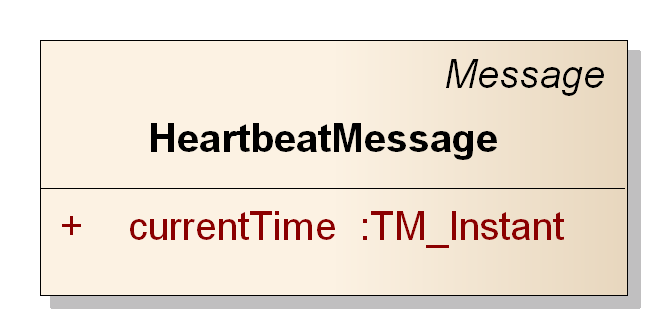 Message
HeartbeatMessage
+ currentTime :TM_Instant